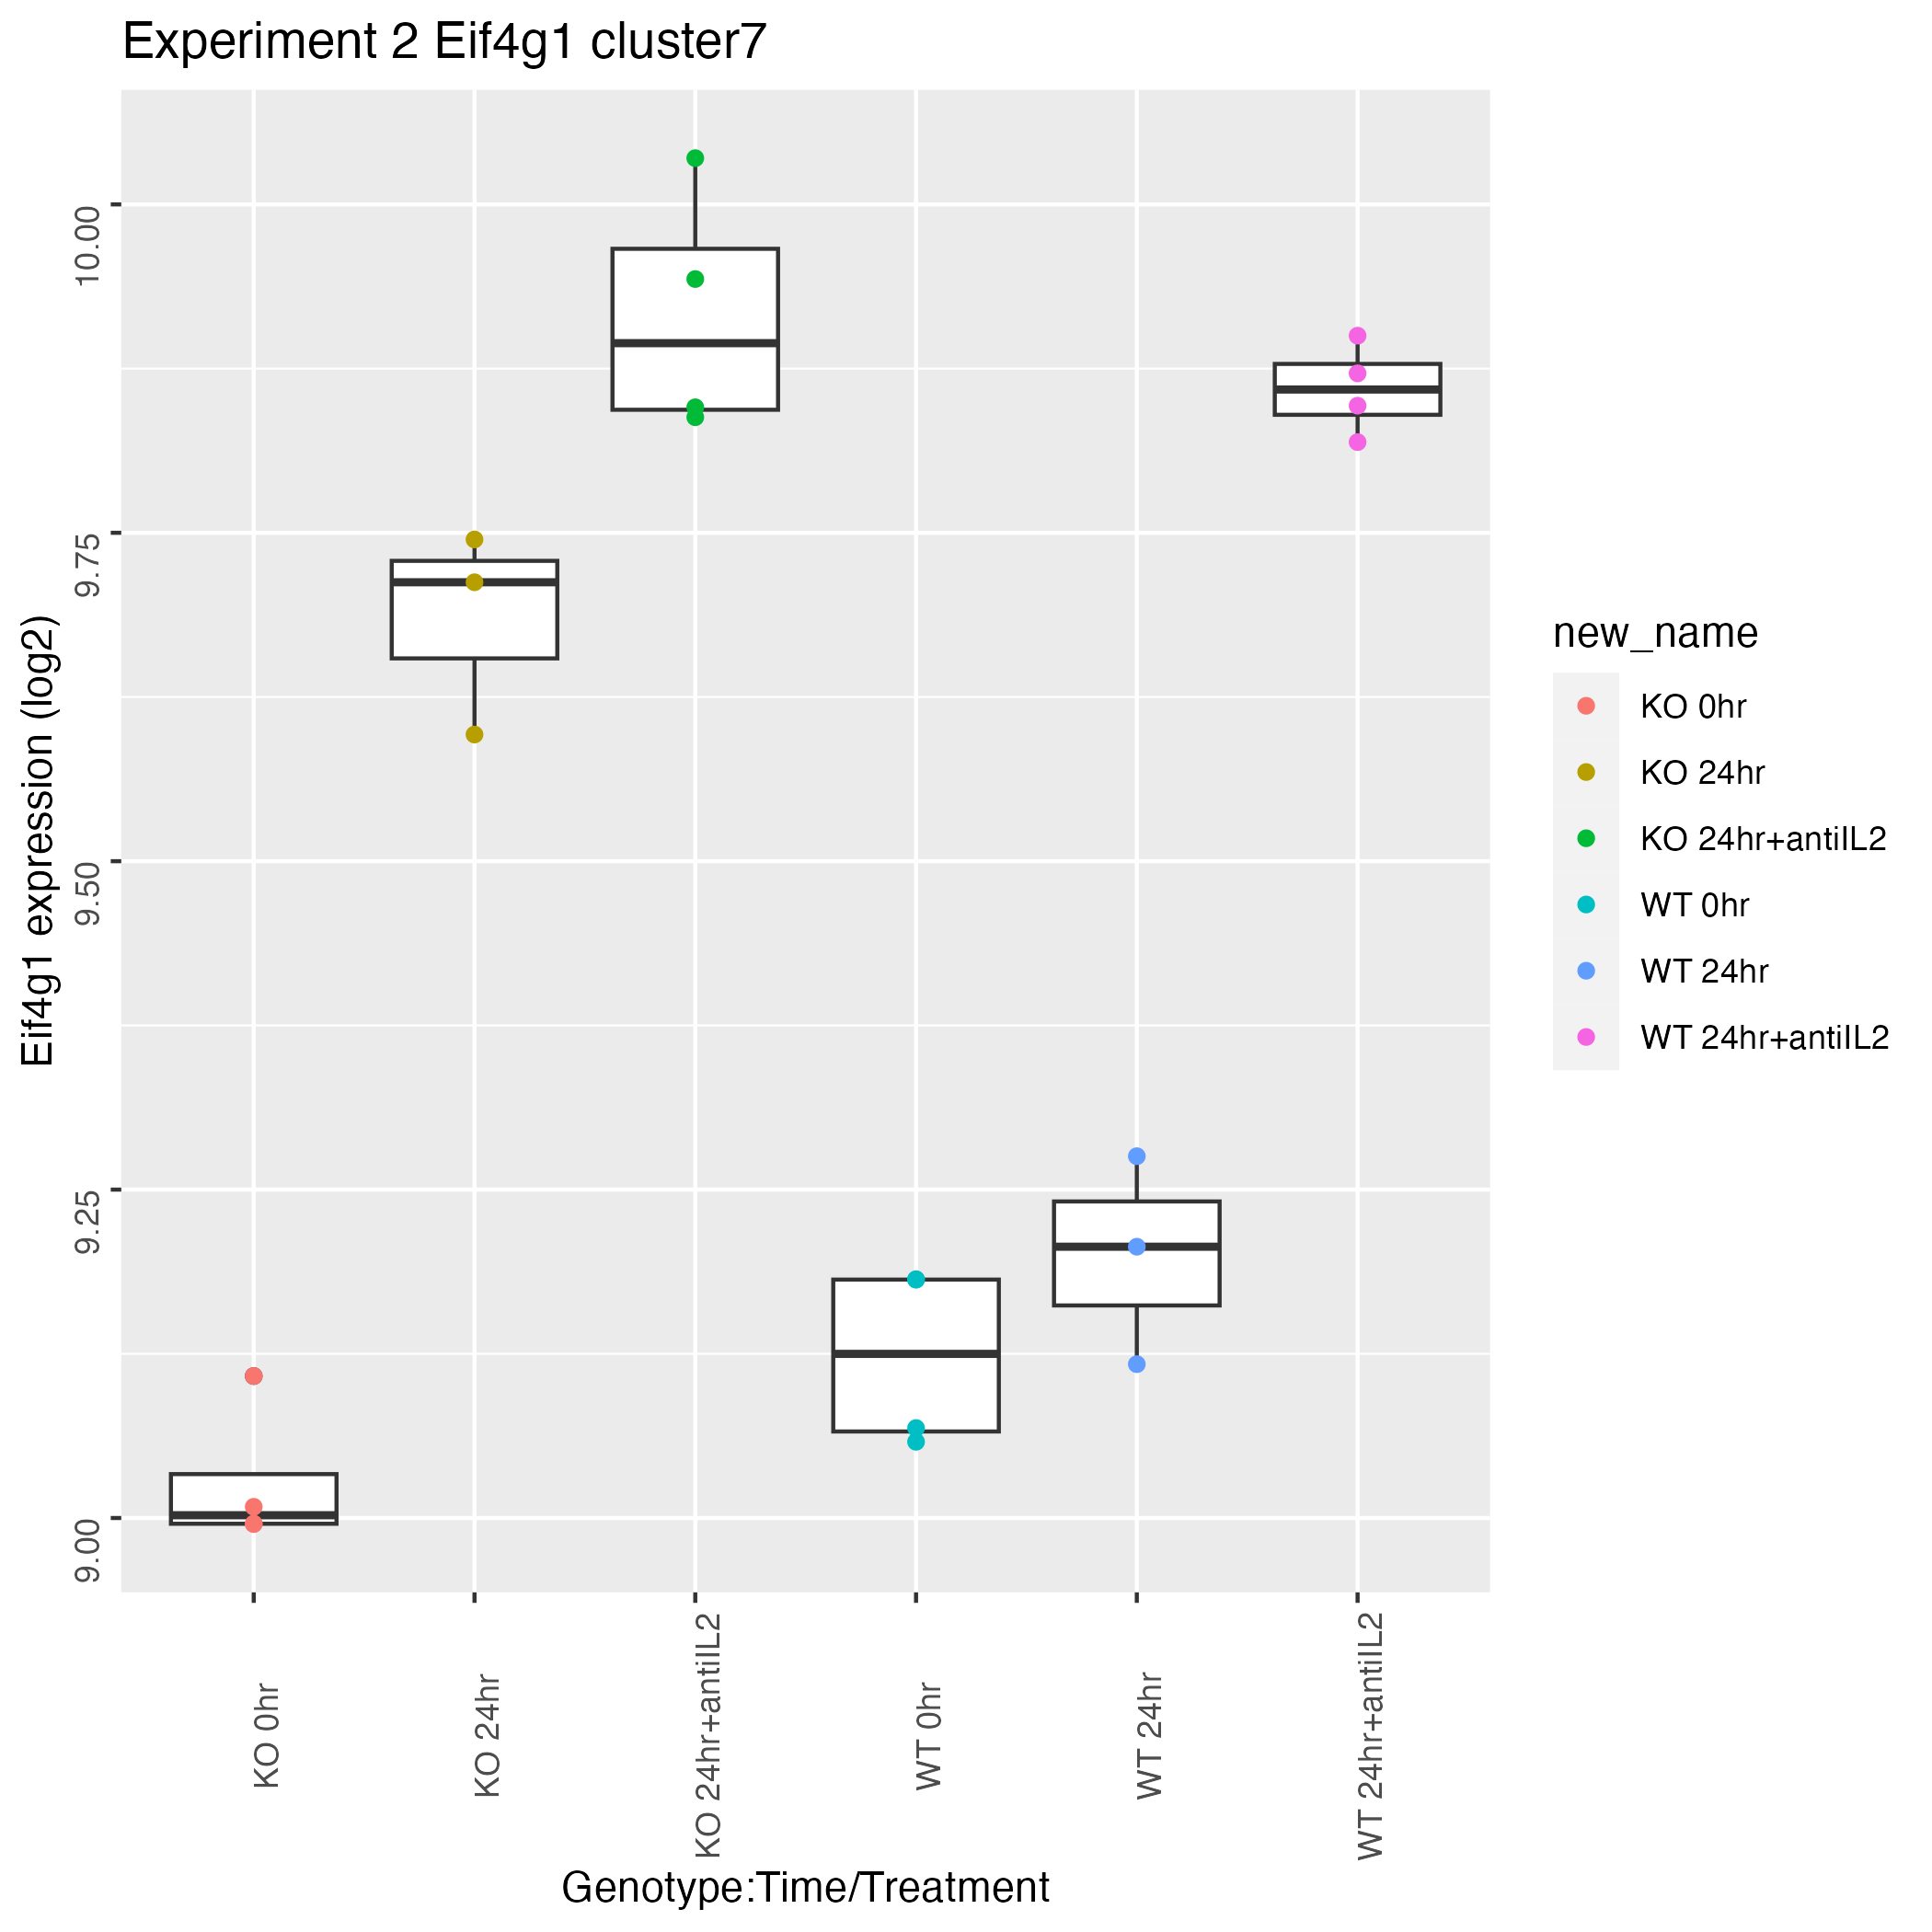 Experiment 2 Eif4g1 cluster7
Eif4g1 expression (log2)
10.00
9.75
9.50
9.25
9.00
KO 0hr
KO 24hr
KO 24hr+antiIL2
WT 0hr
WT 24hr
WT 24hr+antiIL2
Genotype:Time/Treatment
new_name
KO 0hr
KO 24hr
KO 24hr+antiIL2
WT 0hr
WT 24hr
WT 24hr+antiIL2